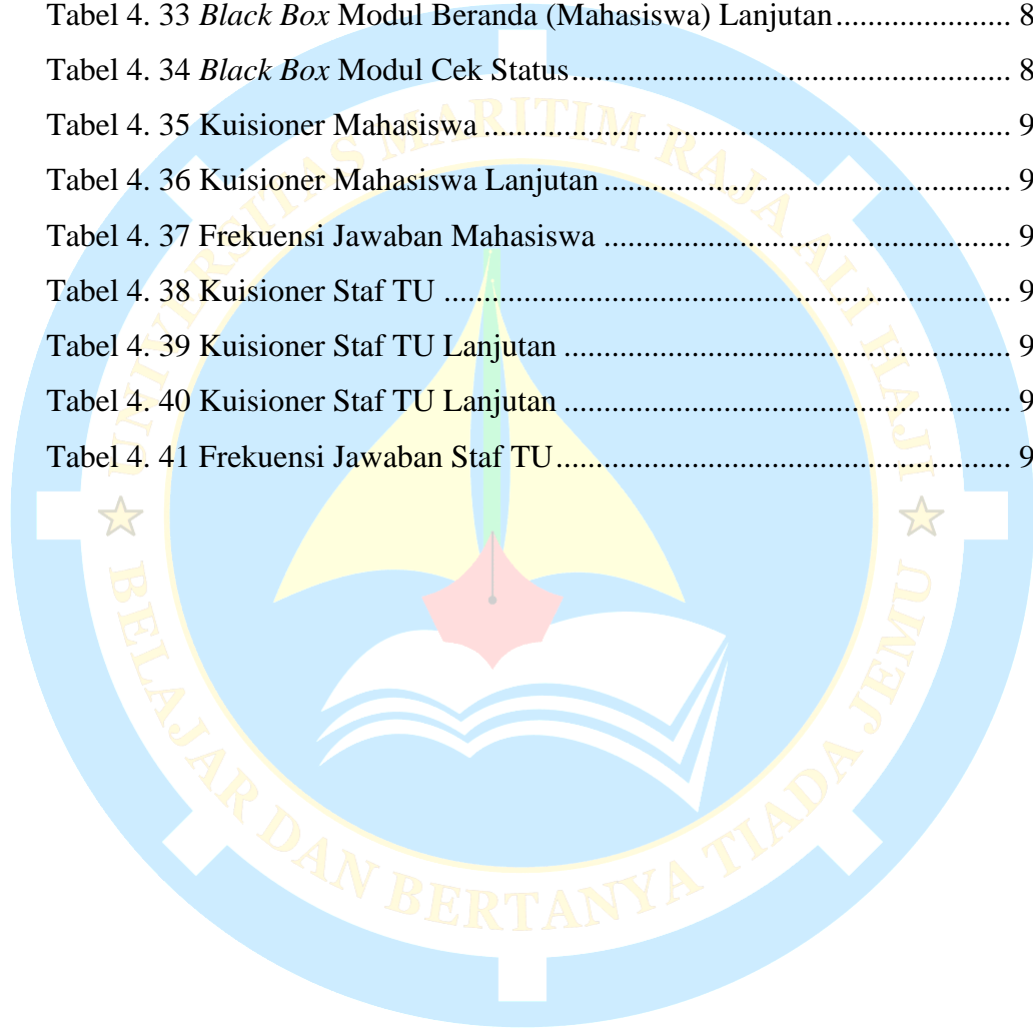 Tabel 4. 33 Black Box Modul Beranda (Mahasiswa) Lanjutan........................ 8
Tabel 4. 34 Black Box Modul Cek Status........................................................ 8
Tabel 4. 35 Kuisioner Mahasiswa.................................................................... 9
Tabel 4. 36 Kuisioner Mahasiswa Lanjutan..................................................... 9
Tabel 4. 37 Frekuensi Jawaban Mahasiswa..................................................... 9
Tabel 4. 38 Kuisioner Staf TU......................................................................... 9
Tabel 4. 39 Kuisioner Staf TU Lanjutan.......................................................... 9
Tabel 4. 40 Kuisioner Staf TU Lanjutan.......................................................... 9
Tabel 4. 41 Frekuensi Jawaban Staf TU........................................................... 9
UNIVERSITAS MARITIM RAJA ALI HAJI
BELAJAR DAN BERTANYA TIADA JEMU